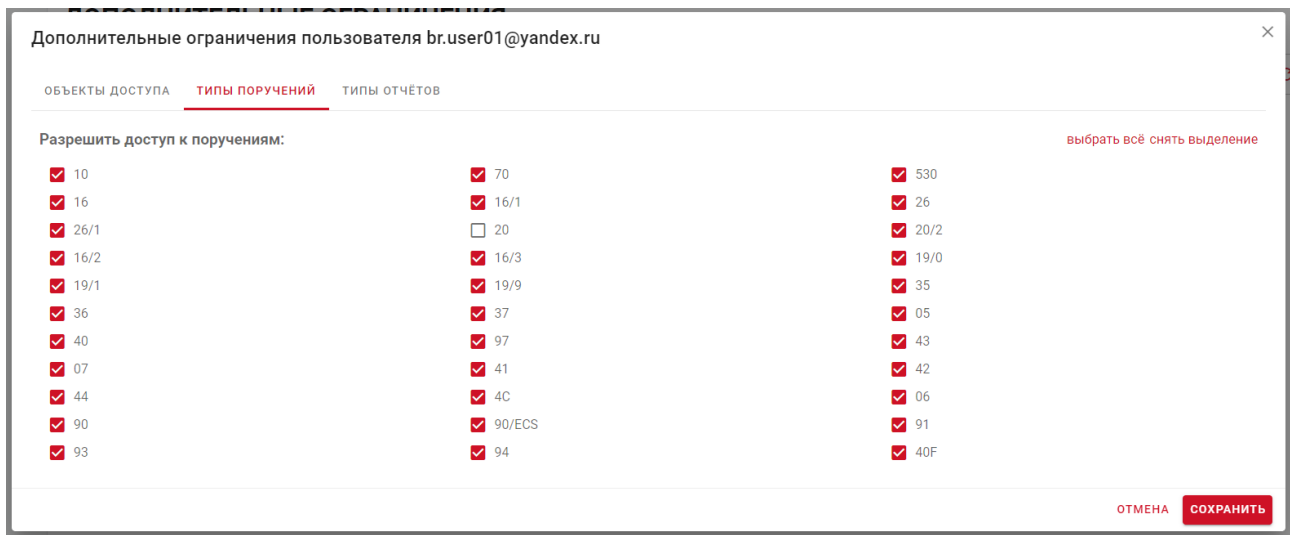 ДОПОЛНИТЕЛЬНЫЕ ОГРАНИЧЕНИЯ
Дополнительные ограничения пользователя br.user01@yandex.ru
ОБЪЕКТЫ ДОСТУПА ТИПЫ ПОРУЧЕНИЙ ТИПЫ ОТЧЁТОВ
Разрешить доступ к поручениям: выбрать всё снять выделение
10 70 530
16 16/1 26
26/1 20 20/2
16/2 16/3 19/0
19/1 19/9 35
36 37 05
40 97 43
07 41 42
44 4C 06
90 90/ECS 91
93 94 40F
ОТМЕНА СОХРАНИТЬ